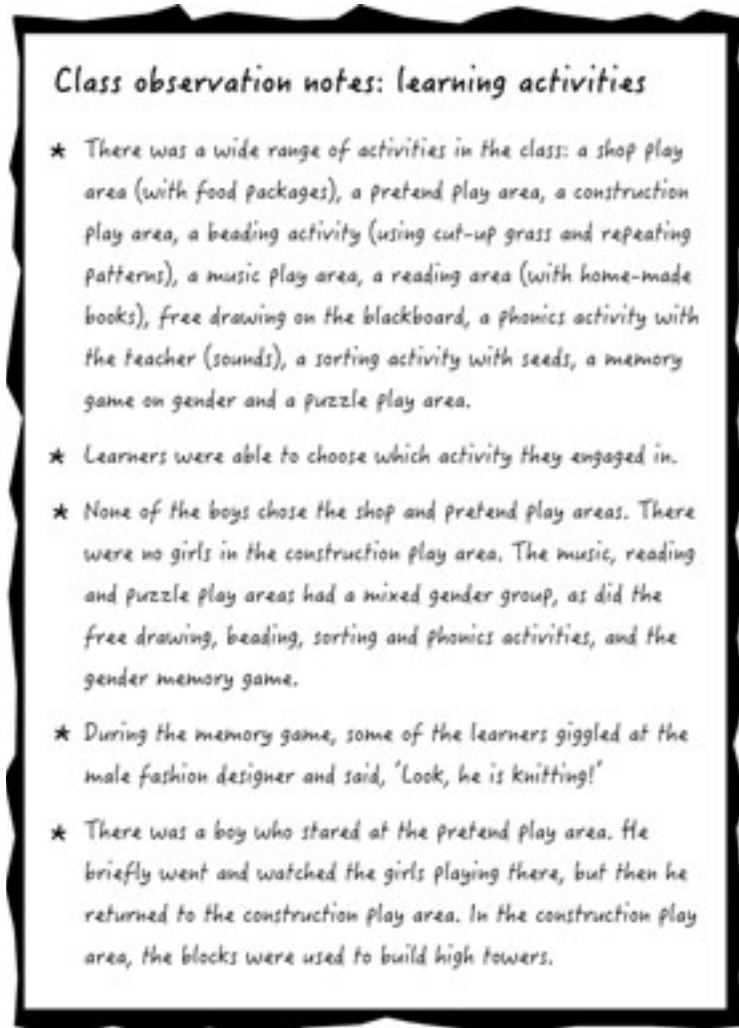 Class observation notes: learning activities
* There was a wide range of activities in the class: a shop play
area (with food packages), a pretend play area, a construction
play area, a beading activity (using cut-up grass and repeating
patterns), a music play area, a reading area (with home-made
books), free drawing on the blackboard, a phonics activity with
the teacher (sounds), a sorting activity with seeds, a memory
game on gender and a puzzle play area.
* Learners were able to choose which activity they engaged in.
* None of the boys chose the shop and pretend play areas. There
were no girls in the construction play area. The music, reading
and puzzle play areas had a mixed gender group, as did the
free drawing, beading, sorting and phonics activities, and the
gender memory game.
* During the memory game, some of the learners giggled at the
male fashion designer and said, ‘Look, he is knitting!’
* There was a boy who stared at the pretend play area. He
briefly went and watched the girls playing there, but then he
returned to the construction play area. In the construction play
area, the blocks were used to build high towers.